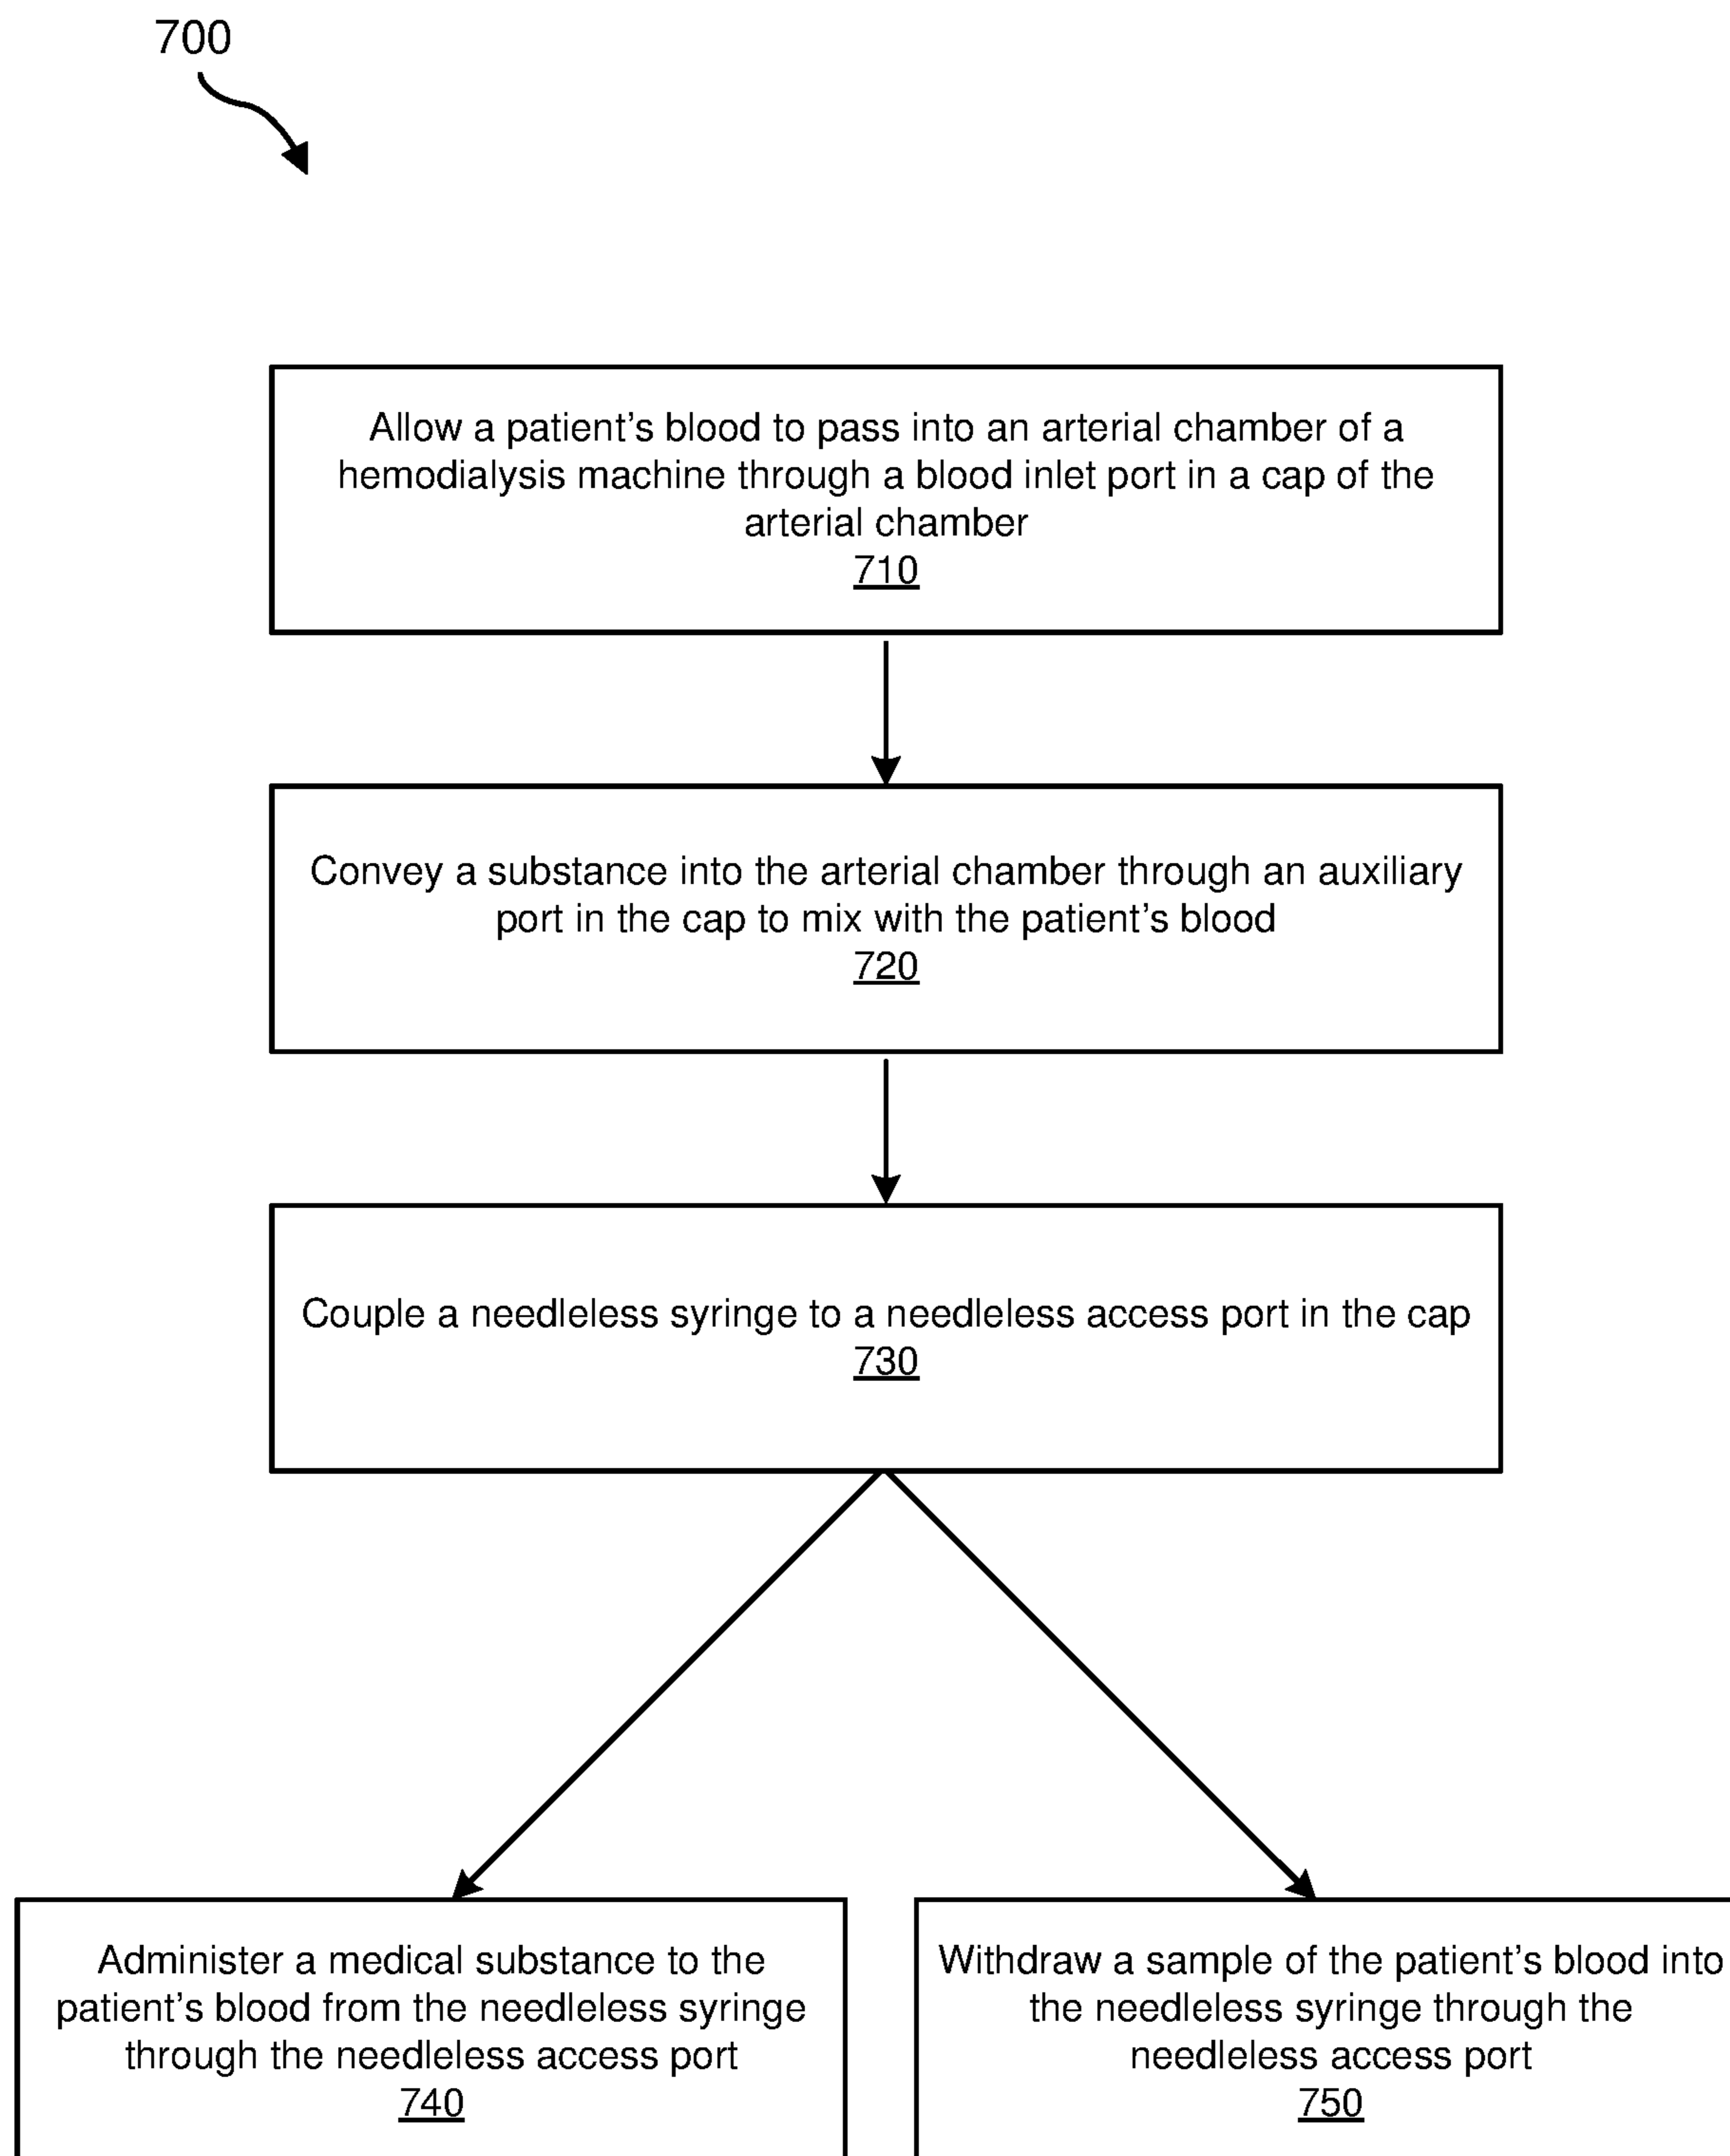 700
Allow a patient's blood to pass into an arterial chamber of a
hemodialysis machine through a blood inlet port in a cap of the
arterial chamber
710
Convey a substance into the arterial chamber through an auxiliary
port in the cap to mix with the patient's blood
720
Couple a needleless syringe to a needleless access port in the cap
730
Administer a medical substance to the
patient's blood from the needleless syringe
through the needleless access port
740
Withdraw a sample of the patient's blood into
the needleless syringe through the
needleless access port
750